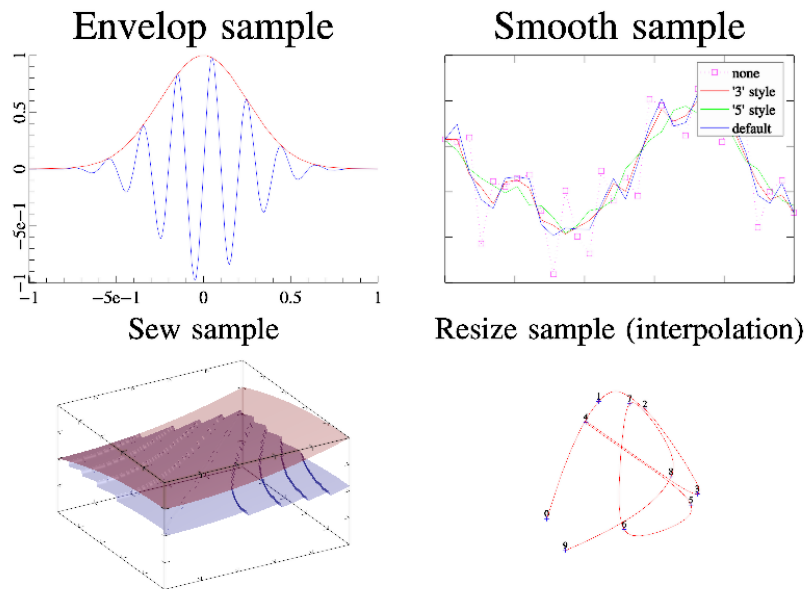 Envelop sample
Smooth sample
1
0.5
0
−5e−1
−1
−1
−5e−1
0
0.5
1
none
'3' style
'5' style
default
Sew sample
Resize sample (interpolation)
1
7
2
4
8
3
5
0
6
9